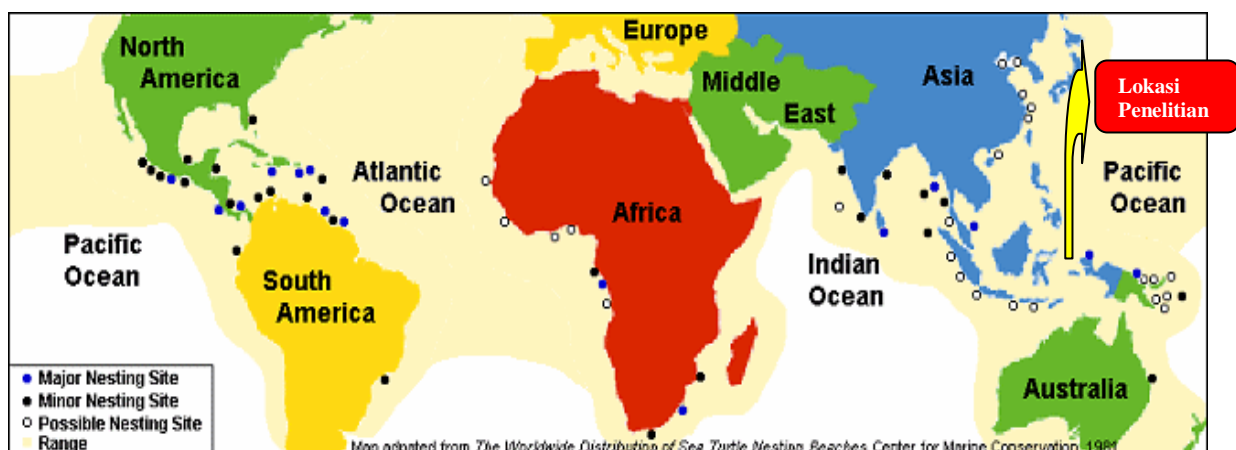 North
America
Europe
Middle
East
Asia
Lokasi
Penelitian
Atlantic
Ocean
Africa
Pacific
Ocean
Pacific
Ocean
South
America
Indian
Ocean
Australia
Major Nesting Site
Minor Nesting Site
Possible Nesting Site
Range
Map adapted from The Worldwide Distribution of Sea Turtle Nesting Beaches, Center for Marine Conservation, 1981